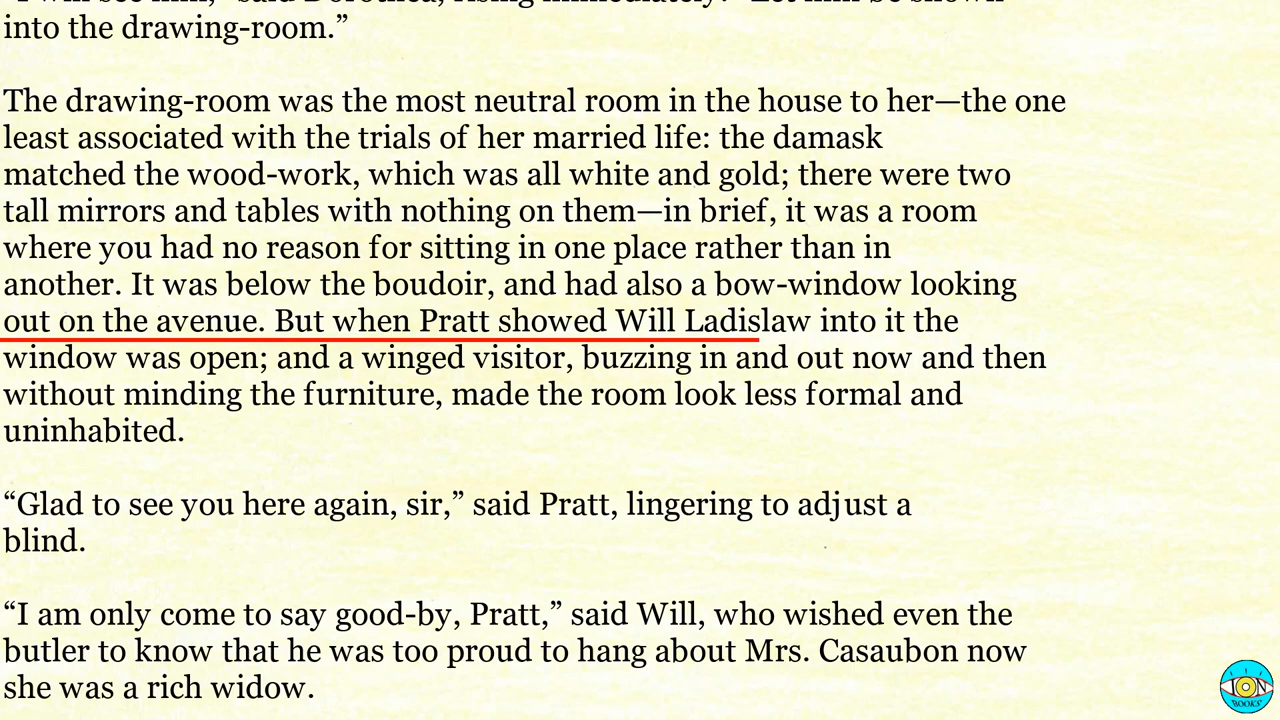 into the drawing-room.”
The drawing-room was the most neutral room in the house to her—the one
least associated with the trials of her married life: the damask
matched the wood-work, which was all white and gold; there were two
tall mirrors and tables with nothing on them—in brief, it was a room
where you had no reason for sitting in one place rather than in
another. It was below the boudoir, and had also a bow-window looking
out on the avenue. But when Pratt showed Will Ladislaw into it the
window was open; and a winged visitor, buzzing in and out now and then
without minding the furniture, made the room look less formal and
uninhabited.
“Glad to see you here again, sir,” said Pratt, lingering to adjust a
blind.
“I am only come to say good-by, Pratt,” said Will, who wished even the
butler to know that he was too proud to hang about Mrs. Casaubon now
she was a rich widow.
ION
BOOKS